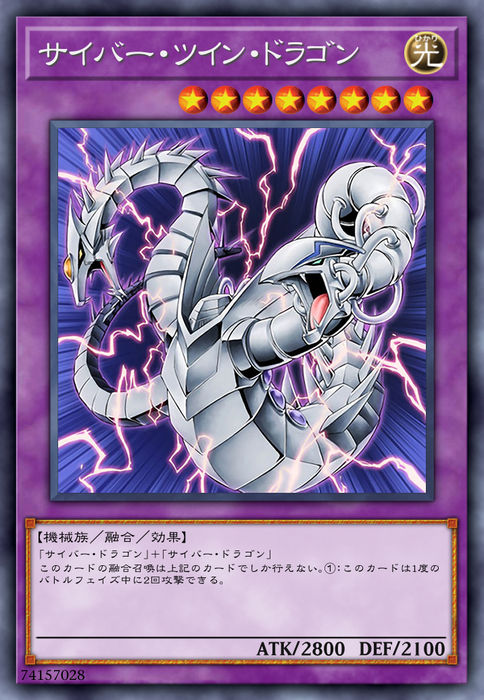 サイバー・ツイン・ドラゴン
ひかり
光
【機械族／融合／効果】
「サイバー・ドラゴン」＋「サイバー・ドラゴン」
このカードの融合召喚は上記のカードでしか行えない。①：このカードは1度の
バトルフェイズ中に2回攻撃できる。
ATK/2800 DEF/2100
74157028